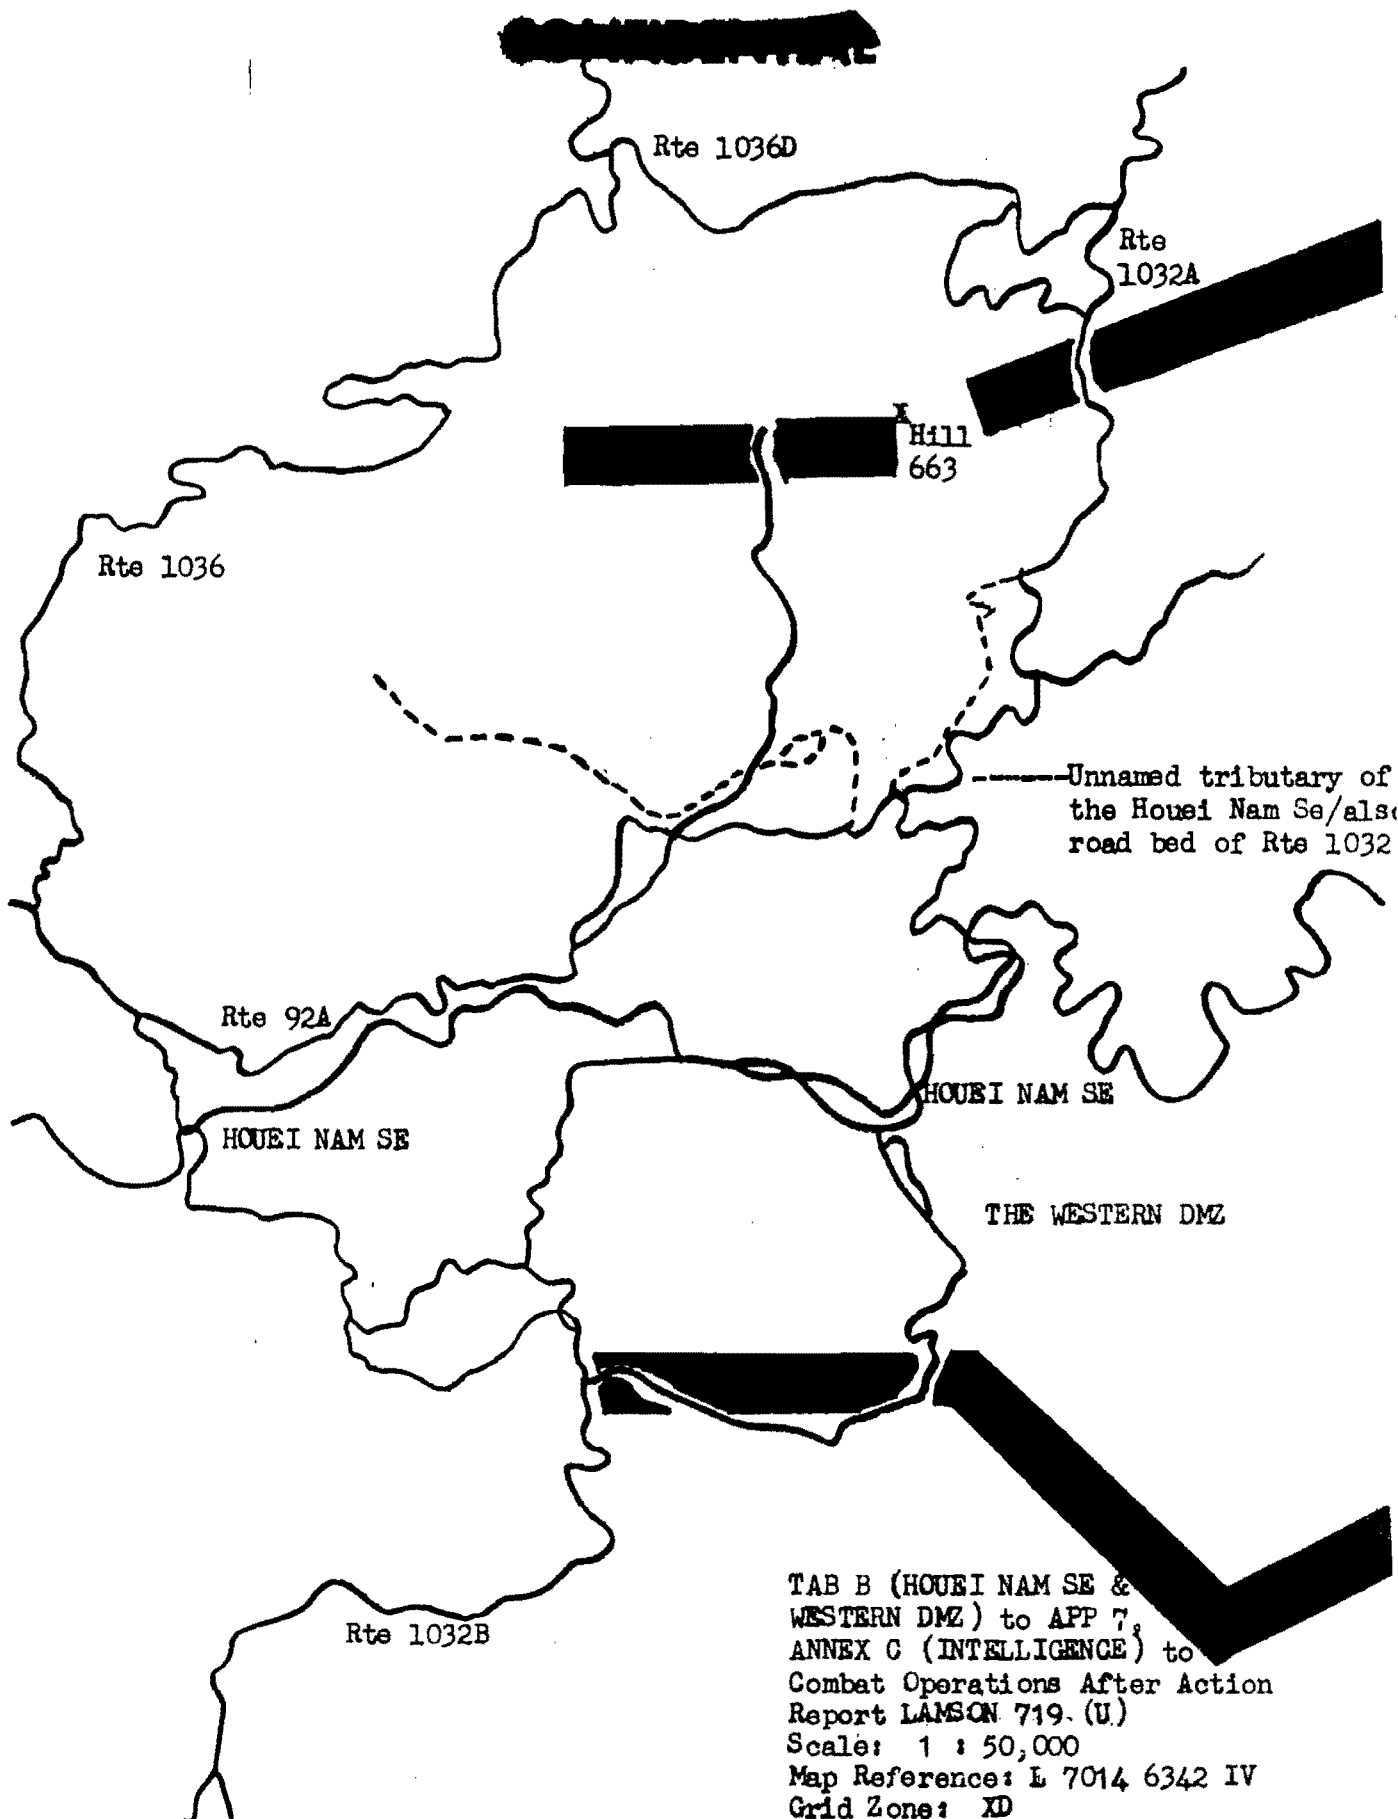 Rte 1036D
Rte
1032A
X
Hill
663
Rte 1036
Unnamed tributary of
the Houei Nam Se/also
road bed of Rte 1032
Rte 92A
HOUEI NAM SE
HOUEI NAM SE
THE WESTERN DMZ
Rte 1032B
TAB B (HOUEI NAM SE &
WESTERN DMZ) to APP 7,
ANNEX C (INTELLIGENCE) to
Combat Operations After Action
Report LAMSON 719 (U)
Scale: 1 : 50,000
Map Reference: L 7014 6342 IV
Grid Zone: XD